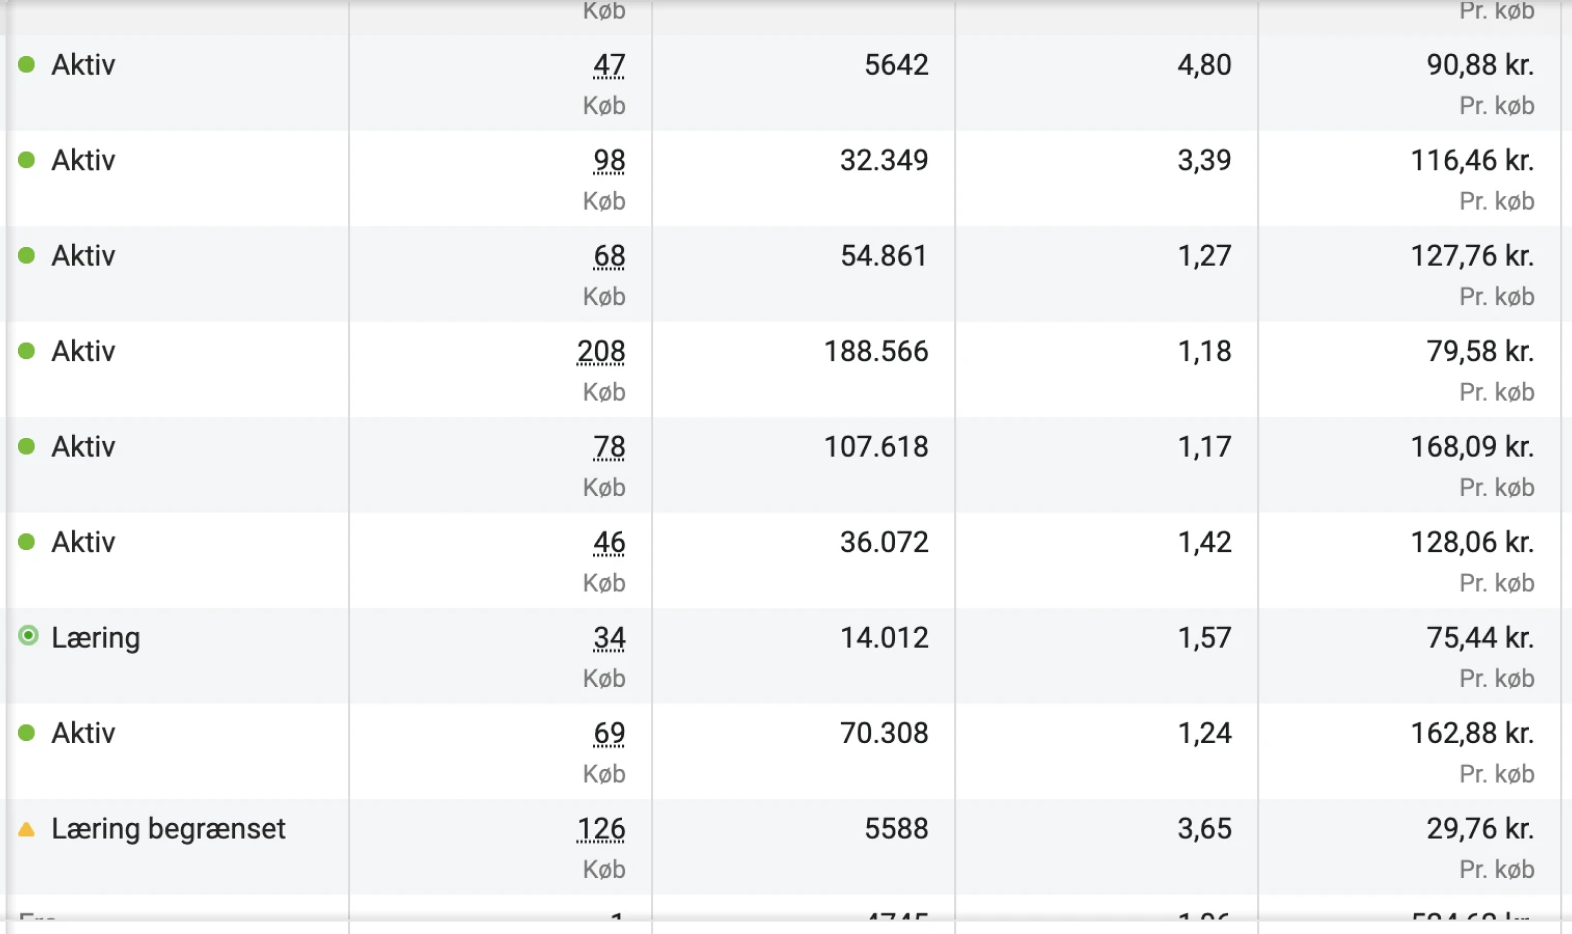 Køb Pr. køb
Aktiv 47 5642 4,80 90,88 kr.
Køb Pr. køb
Aktiv 98 32.349 3,39 116,46 kr.
Køb Pr. køb
Aktiv 68 54.861 1,27 127,76 kr.
Køb Pr. køb
Aktiv 208 188.566 1,18 79,58 kr.
Køb Pr. køb
Aktiv 78 107.618 1,17 168,09 kr.
Køb Pr. køb
Aktiv 46 36.072 1,42 128,06 kr.
Køb Pr. køb
Læring 34 14.012 1,57 75,44 kr.
Køb Pr. køb
Aktiv 69 70.308 1,24 162,88 kr.
Køb Pr. køb
Læring begrænset 126 5588 3,65 29,76 kr.
Køb Pr. køb